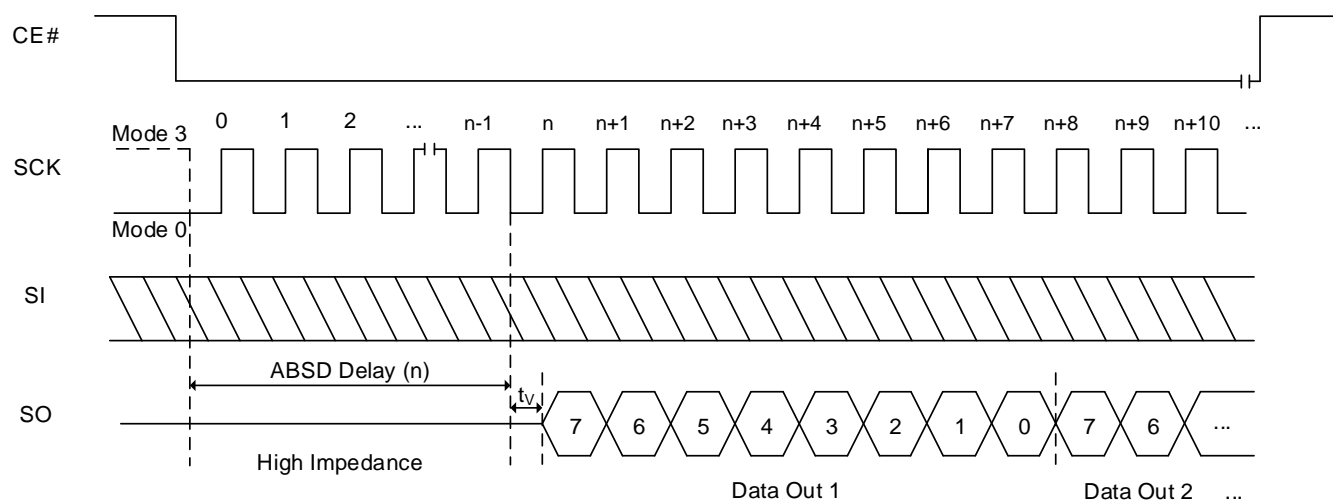 CE#
0 1 2 ... n-1 n n+1 n+2 n+3 n+4 n+5 n+6 n+7 n+8 n+9 n+10 ...
Mode 3
SCK
Mode 0
SI
ABSD Delay (n)
tV
SO
7 6 5 4 3 2 1 0 7 6 ...
High Impedance
Data Out 1 Data Out 2 ...